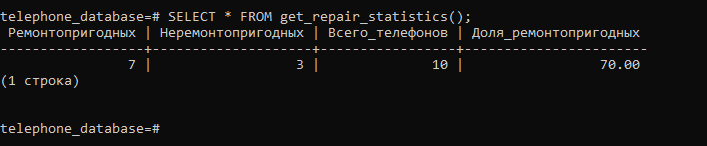 telephone_database=# SELECT * FROM get_repair_statistics();
 Ремонтопригодных | Неремонтопригодных | Всего_телефонов | Доля_ремонтопригодных
------------------+--------------------+-----------------+-----------------------
                7 |                  3 |              10 |                 70.00
(1 строка)
telephone_database=#